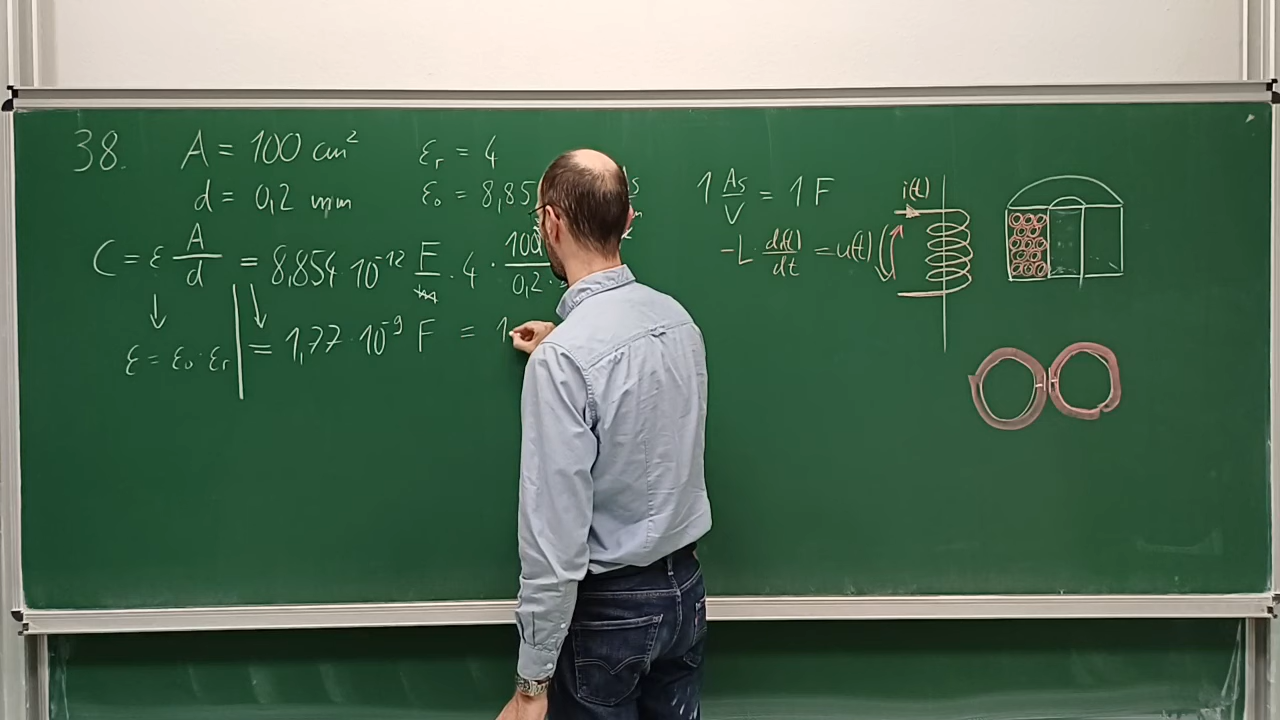 38. A = 100 cm² εr = 4
d = 0,2 mm ε0 = 8,85
C = ε A/d = 8,854 · 10⁻¹² F/m · 4 · 100 / 0,2 ·
ε = ε0 · εr = 1,77 · 10⁻⁹ F = 1
1 As/V = 1 F
-L · di(t)/dt = u(t)
i(t)